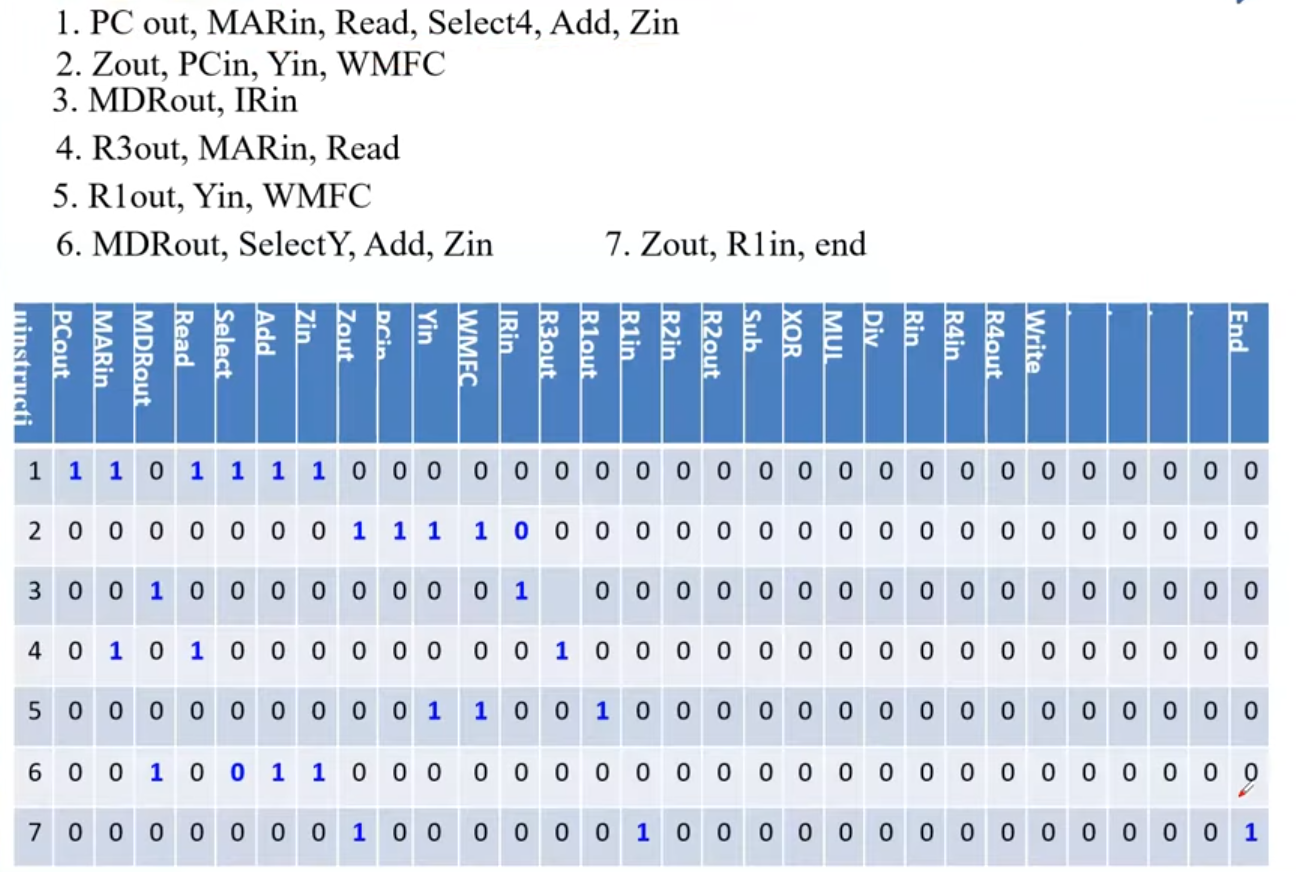 1. PC out, MARin, Read, Select4, Add, Zin
2. Zout, PCin, Yin, WMFC
3. MDRout, IRin
4. R3out, MARin, Read
5. R1out, Yin, WMFC
6. MDRout, SelectY, Add, Zin 7. Zout, R1in, end
PCout MARin MDRout Read Select Add Zin Zout PCin Yin WMFC IRin R3out R1out R1in R2in R2out Sub XOR MUL Div Rin R4in R4out Write . . . . End
1 1 1 0 1 1 1 1 0 0 0 0 0 0 0 0 0 0 0 0 0 0 0 0 0 0 0 0 0 0 0
2 0 0 0 0 0 0 0 1 1 1 1 0 0 0 0 0 0 0 0 0 0 0 0 0 0 0 0 0 0 0
3 0 0 1 0 0 0 0 0 0 0 0 1 0 0 0 0 0 0 0 0 0 0 0 0 0 0 0 0 0
4 0 1 0 1 0 0 0 0 0 0 0 0 1 0 0 0 0 0 0 0 0 0 0 0 0 0 0 0 0 0
5 0 0 0 0 0 0 0 0 0 1 1 0 0 1 0 0 0 0 0 0 0 0 0 0 0 0 0 0 0 0
6 0 0 1 0 0 1 1 0 0 0 0 0 0 0 0 0 0 0 0 0 0 0 0 0 0 0 0 0 0 0
7 0 0 0 0 0 0 0 1 0 0 0 0 0 0 1 0 0 0 0 0 0 0 0 0 0 0 0 0 0 1